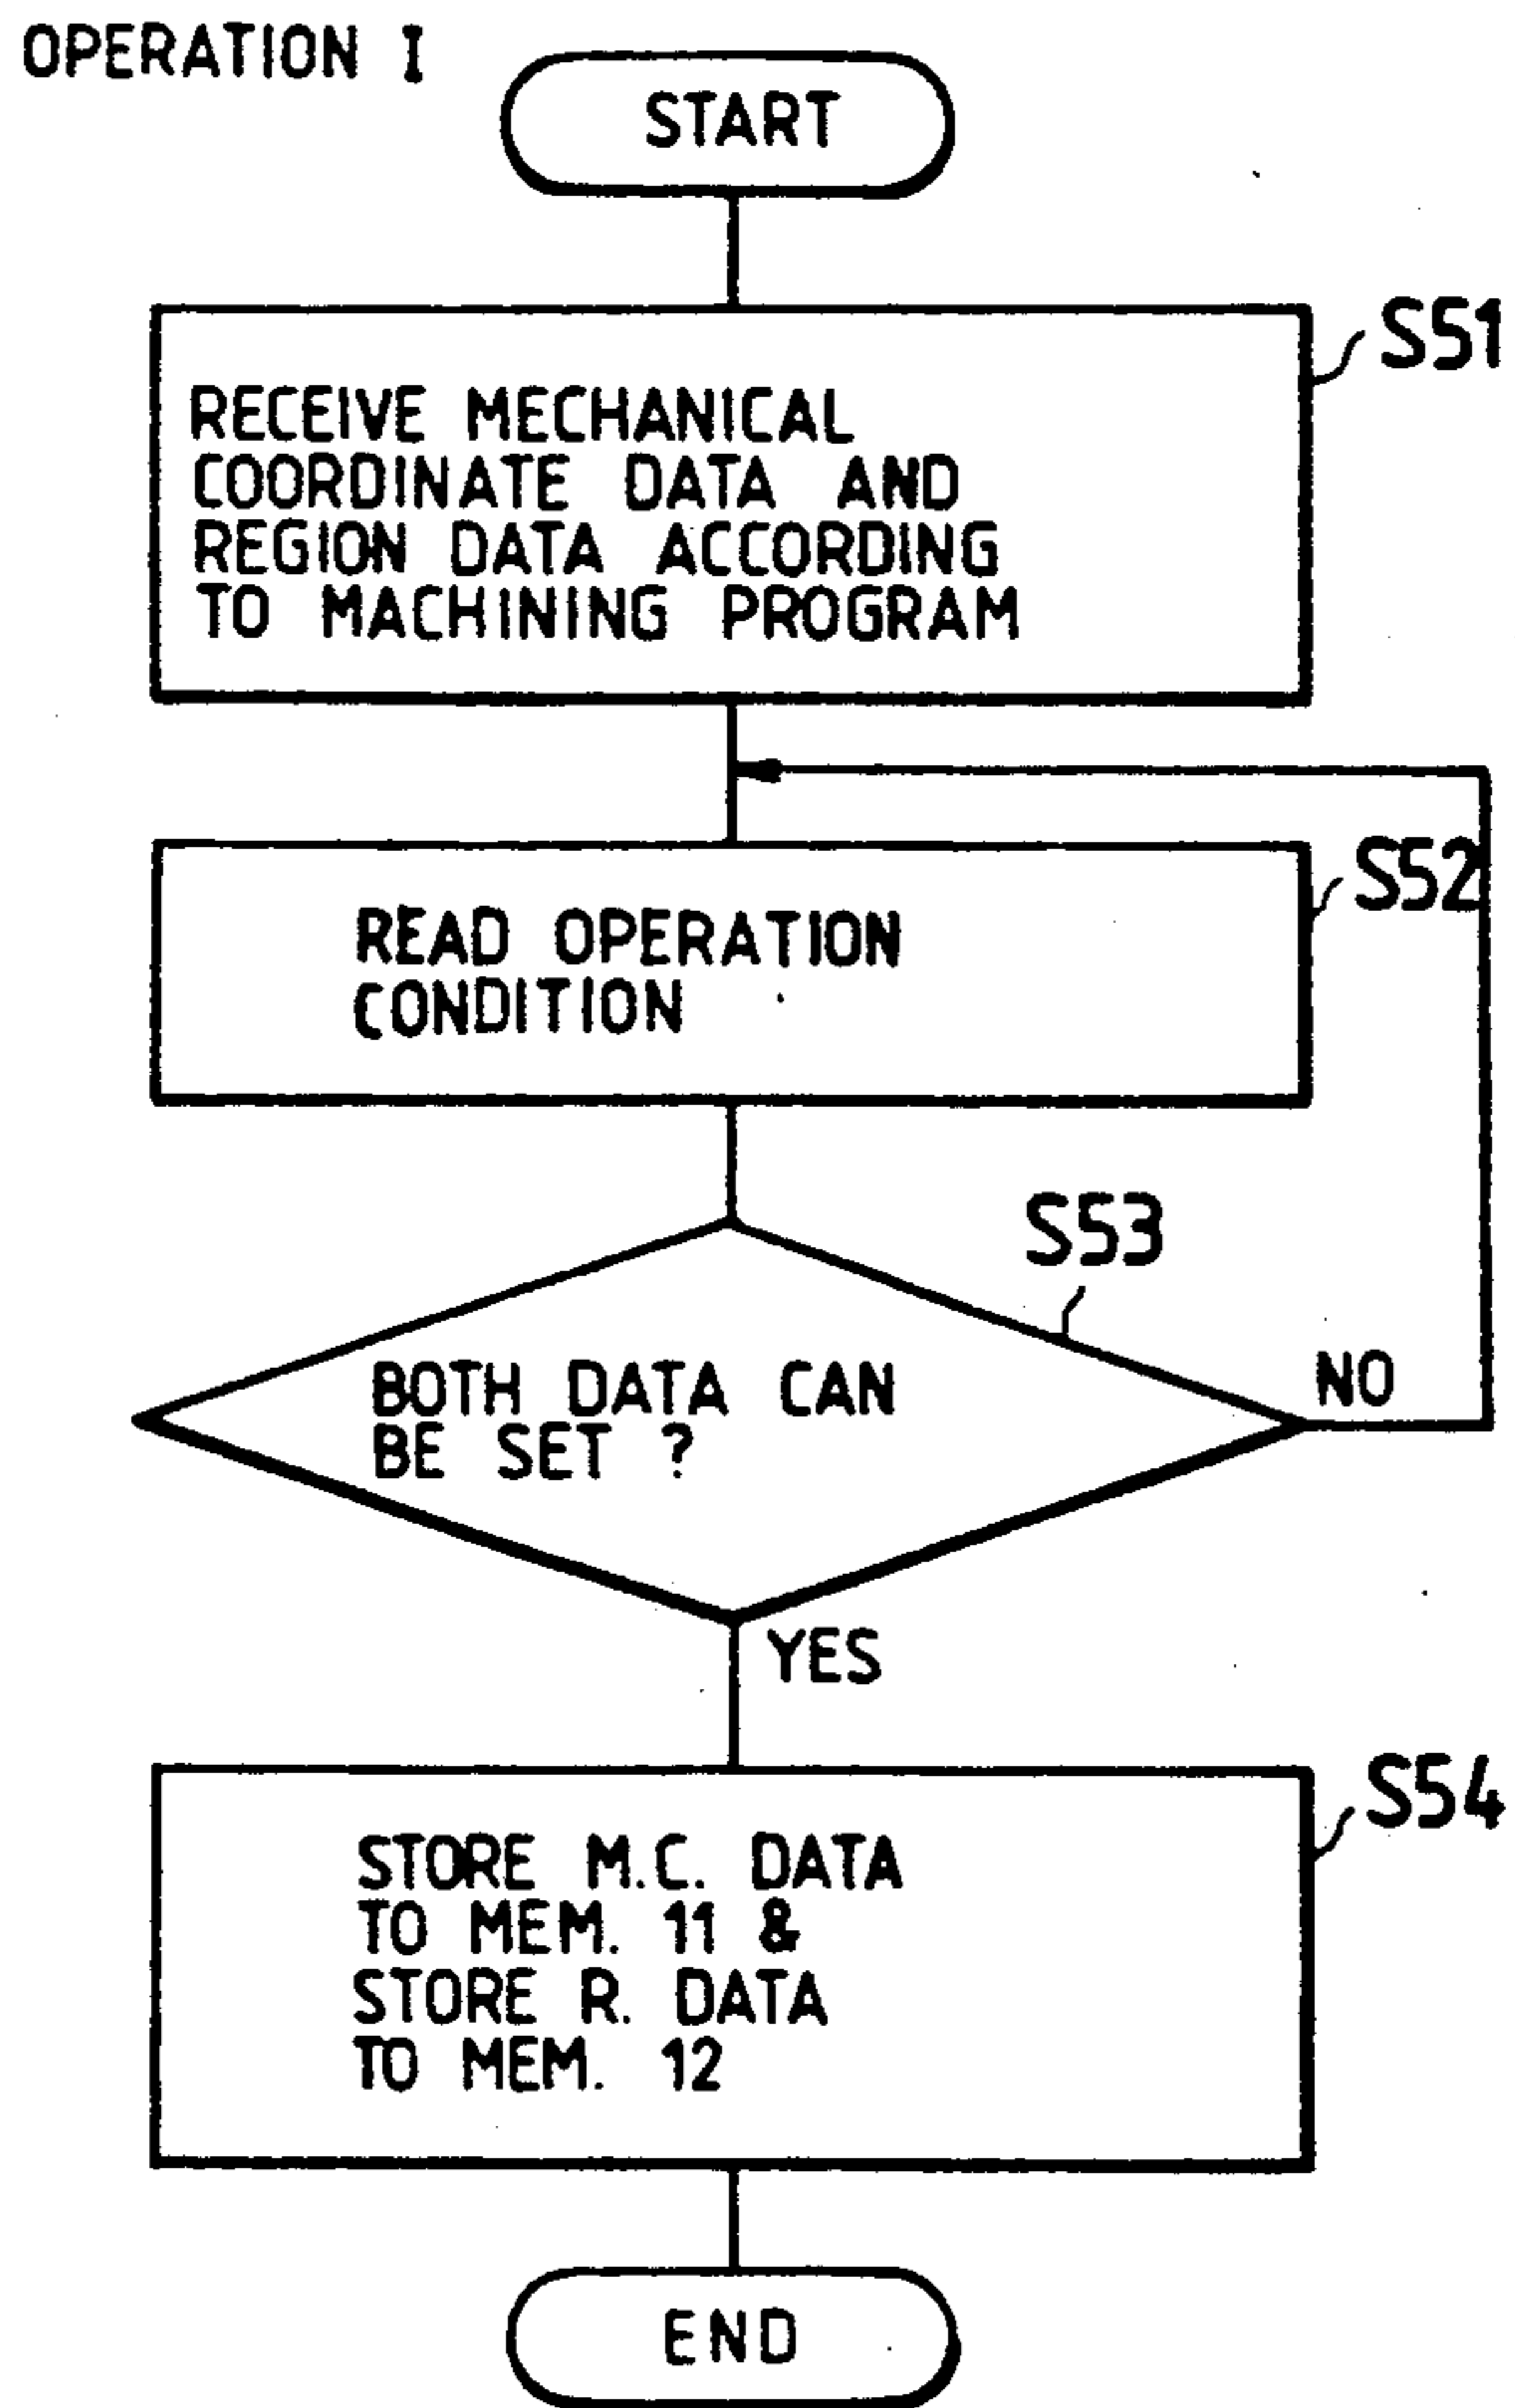 OPERATION I
START
S51
RECEIVE MECHANICAL
COORDINATE DATA AND
REGION DATA ACCORDING
TO MACHINING PROGRAM
S52
READ OPERATION
CONDITION
S53
BOTH DATA CAN
BE SET ?
NO
YES
S54
STORE M.C. DATA
TO MEM. 11 &
STORE R. DATA
TO MEM. 12
END